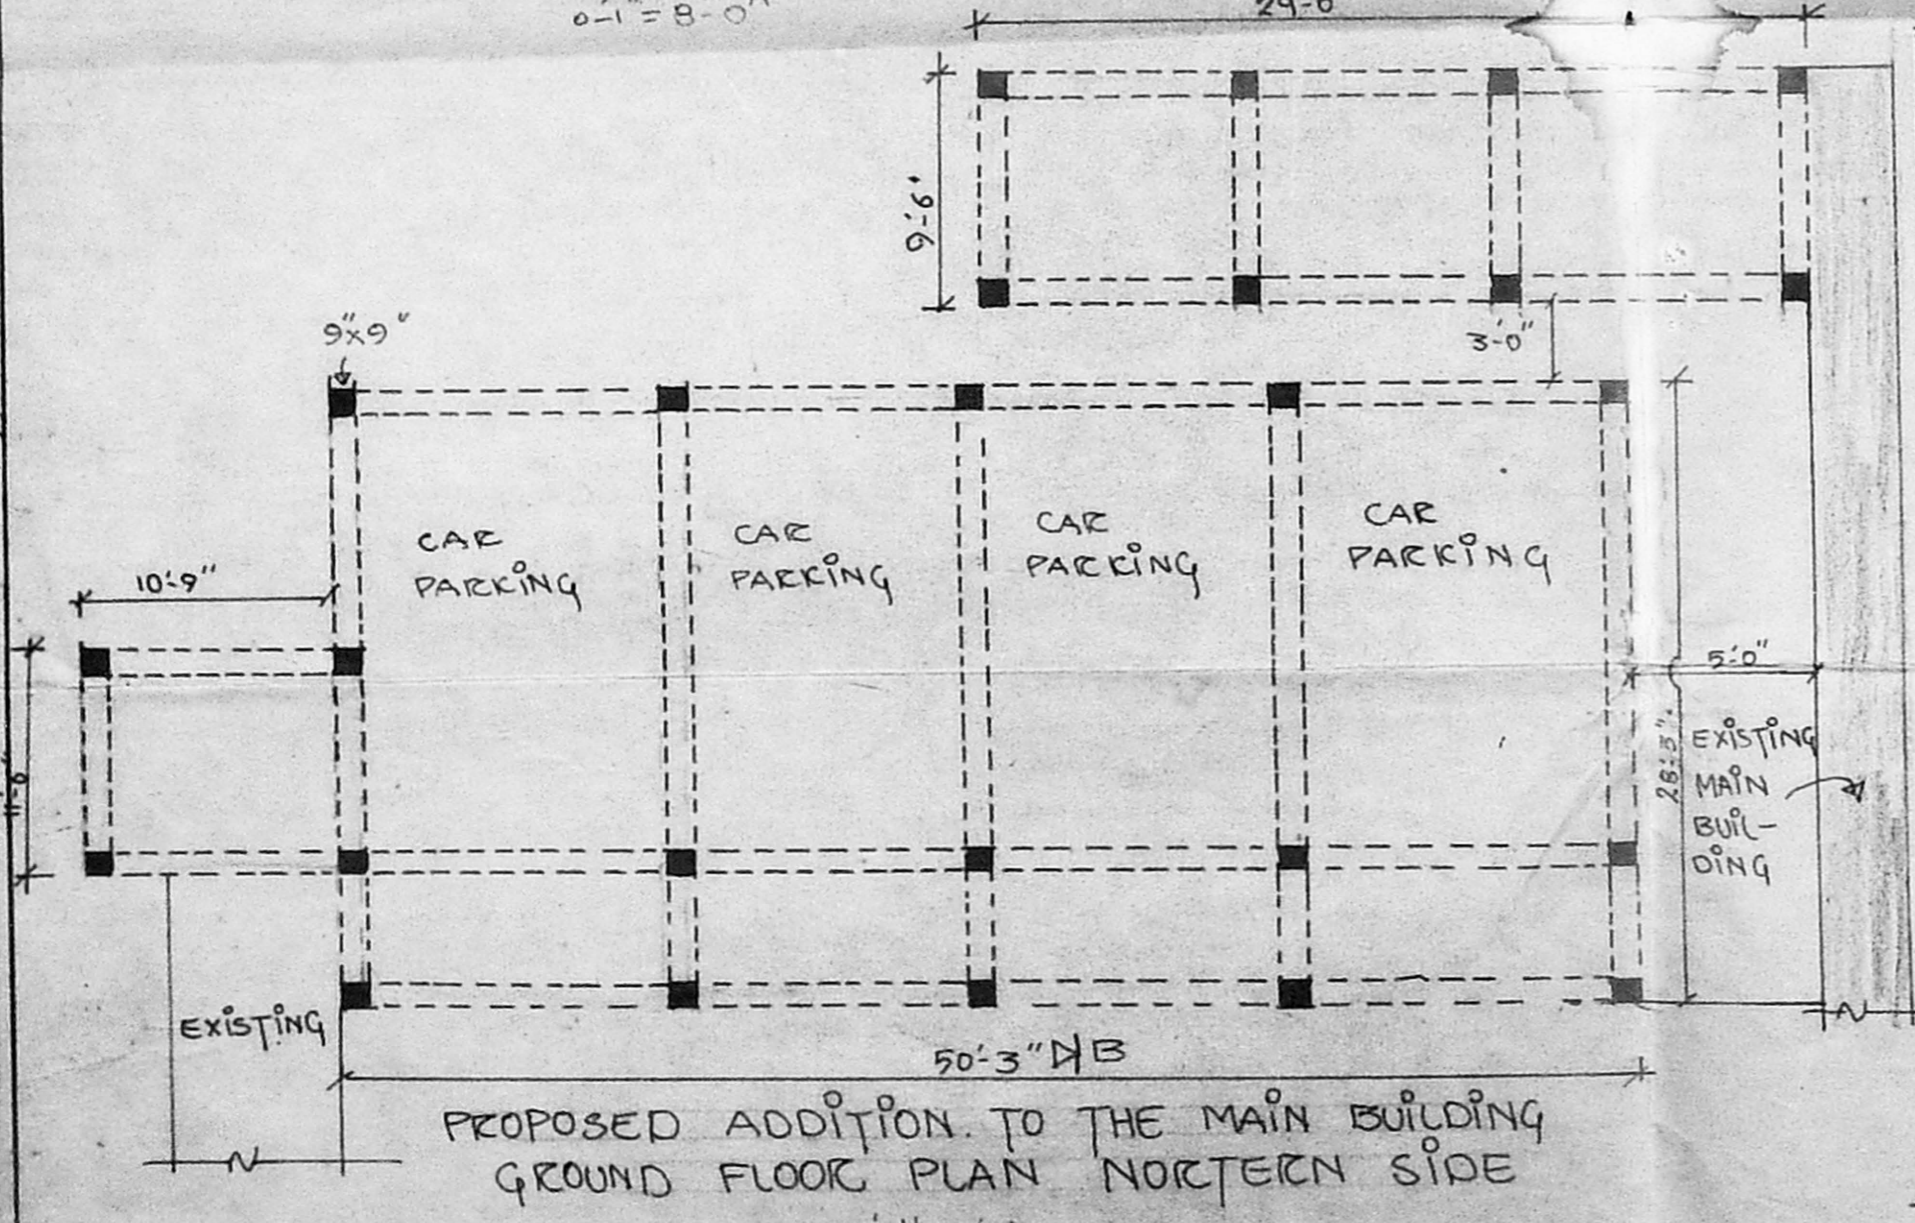 0-1" = 8-0"
29-6
9'-6"
9"x9"
3'-0"
CAR
PARKING
CAR
PARKING
CAR
PARKING
CAR
PARKING
10'-9"
5'-0"
28'-3"
EXISTING
MAIN
BUIL-
DING
EXISTING
50'-3" B
PROPOSED ADDITION. TO THE MAIN BUILDING
GROUND FLOOR PLAN NORTERN SIDE